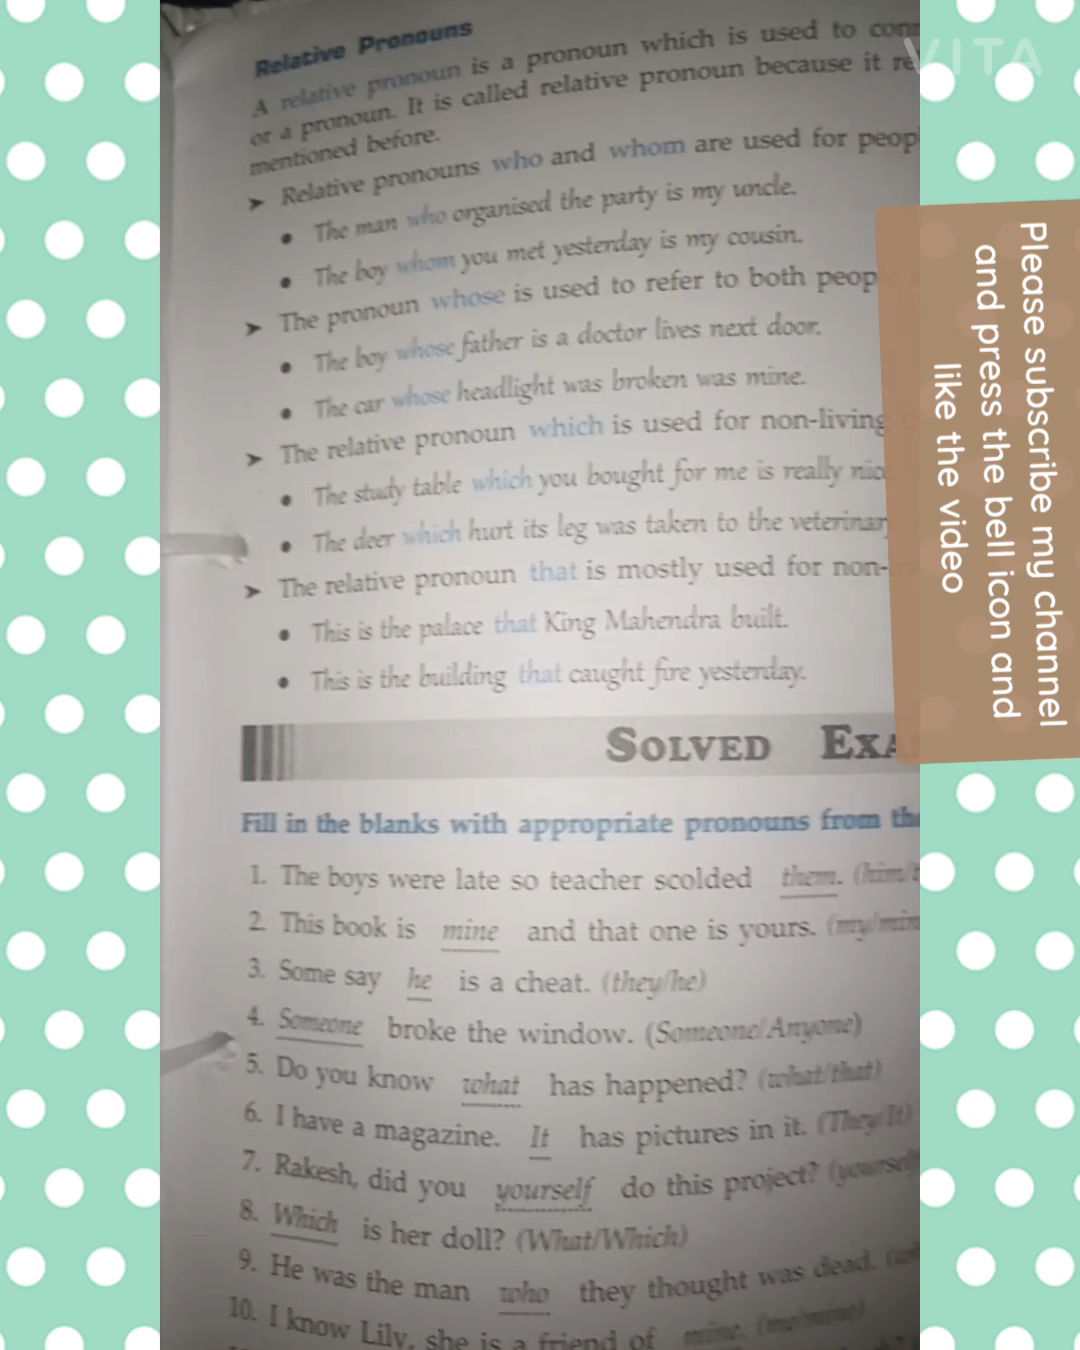 Relative Pronouns
A relative pronoun is a pronoun which is used to
or a pronoun. It is called relative pronoun because it
mentioned before.
➤ Relative pronouns who and whom are used for
• The man who organised the party is my uncle.
• The boy whom you met yesterday is my cousin.
➤ The pronoun whose is used to refer to both
• The boy whose father is a doctor lives next door.
• The car whose headlight was broken was mine.
➤ The relative pronoun which is used for non-living
• The study table which you bought for me is really
• The deer which hurt its leg was taken to the
➤ The relative pronoun that is mostly used for
• This is the palace that King Mahendra built.
• This is the building that caught fire yesterday.
SOLVED
Fill in the blanks with appropriate pronouns from
1. The boys were late so teacher scolded them.
2. This book is mine and that one is yours.
3. Some say he is a cheat. (they/he)
4. Someone broke the window. (Someone/Anyone)
5. Do you know what has happened? (what/that)
6. I have a magazine. It has pictures in it. (They/It)
7. Rakesh, did you yourself do this project?
8. Which is her doll? (What/Which)
9. He was the man who they thought was dead.
10. I know Lily, she is a friend of mine. (me/mine)
VITA
Please subscribe my channel
and press the bell icon and
like the video